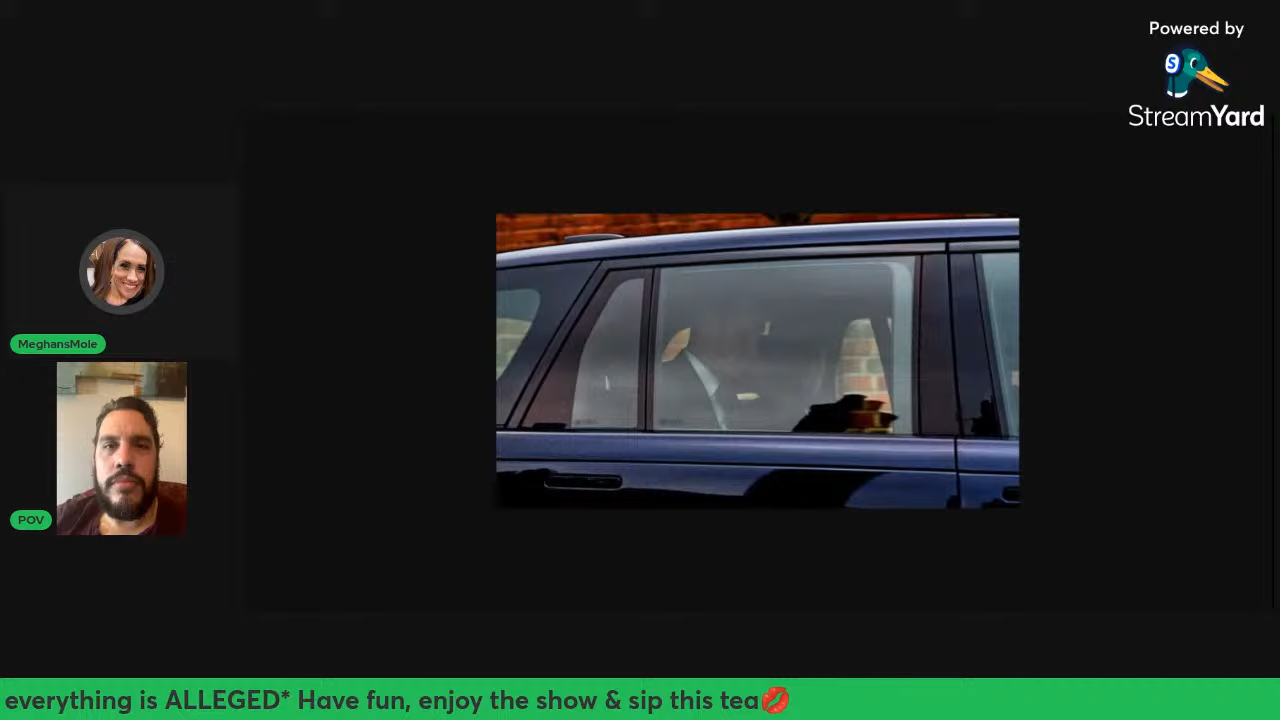 Powered by
S
StreamYard
MeghansMole
POV
everything is ALLEGED* Have fun, enjoy the show & sip this tea💋